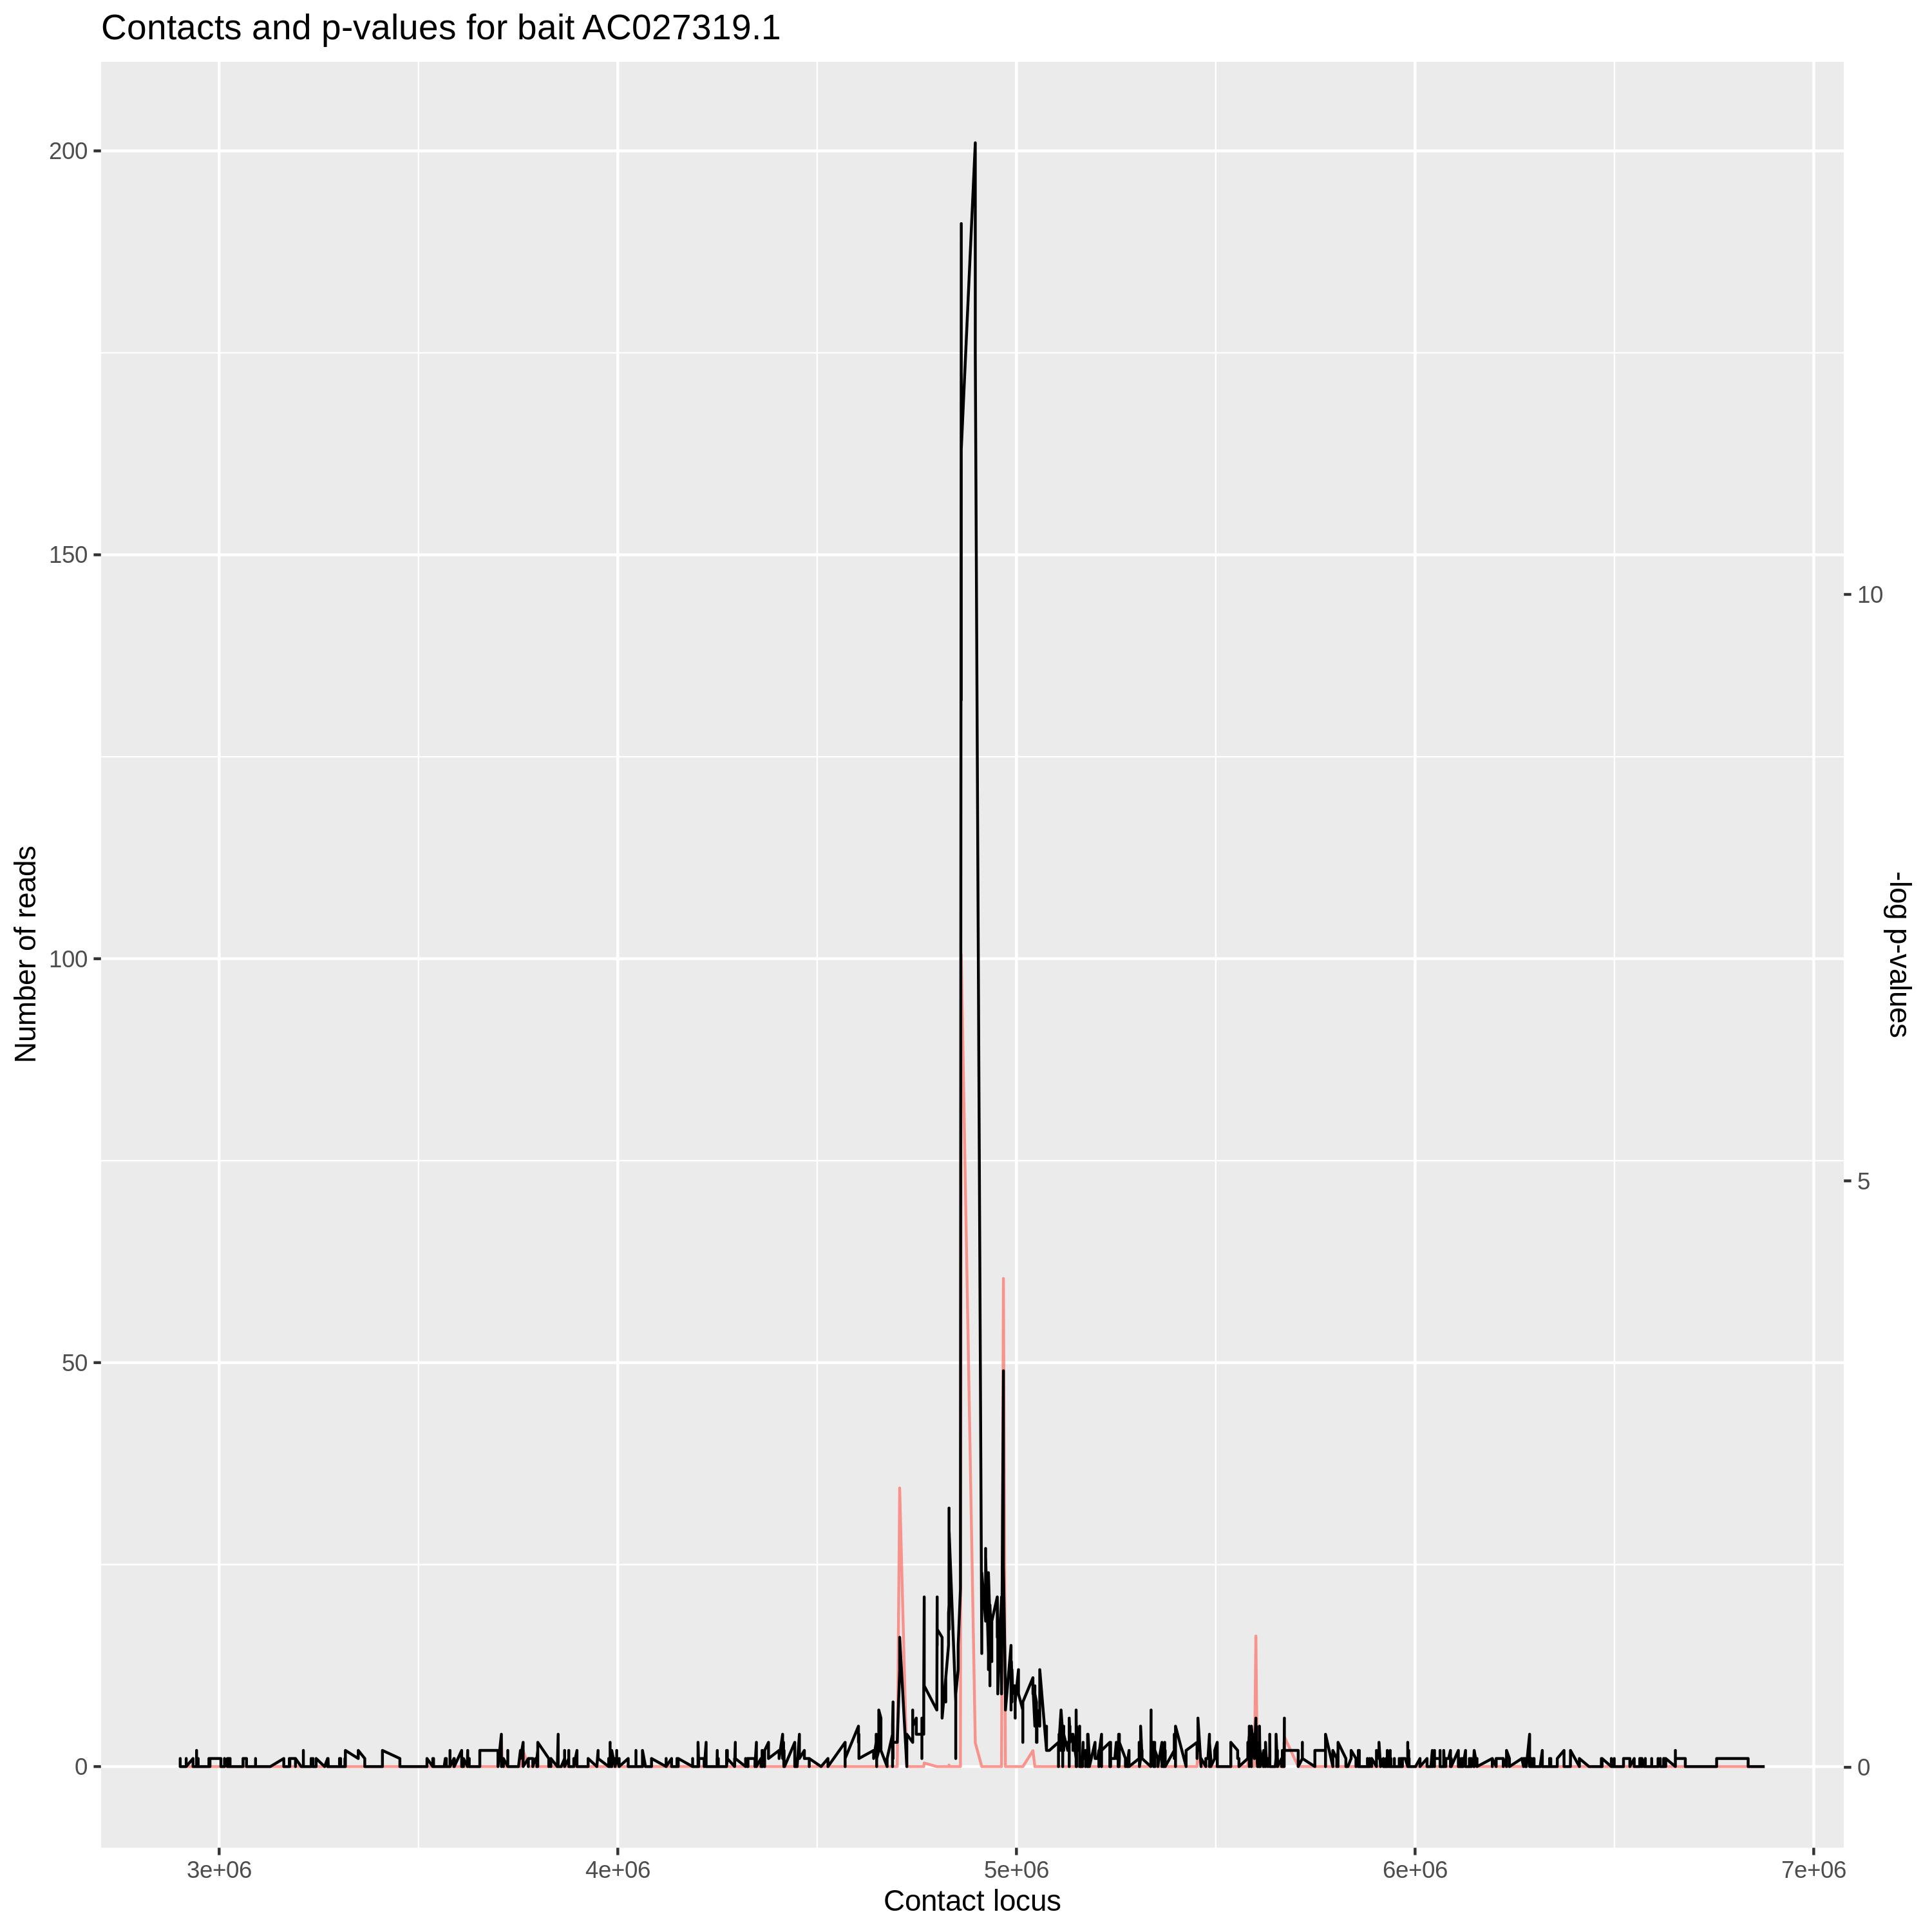 Contacts and p-values for bait AC027319.1
200
150
100
50
0
Number of reads
10
5
0
-log p-values
3e+06
4e+06
5e+06
6e+06
7e+06
Contact locus